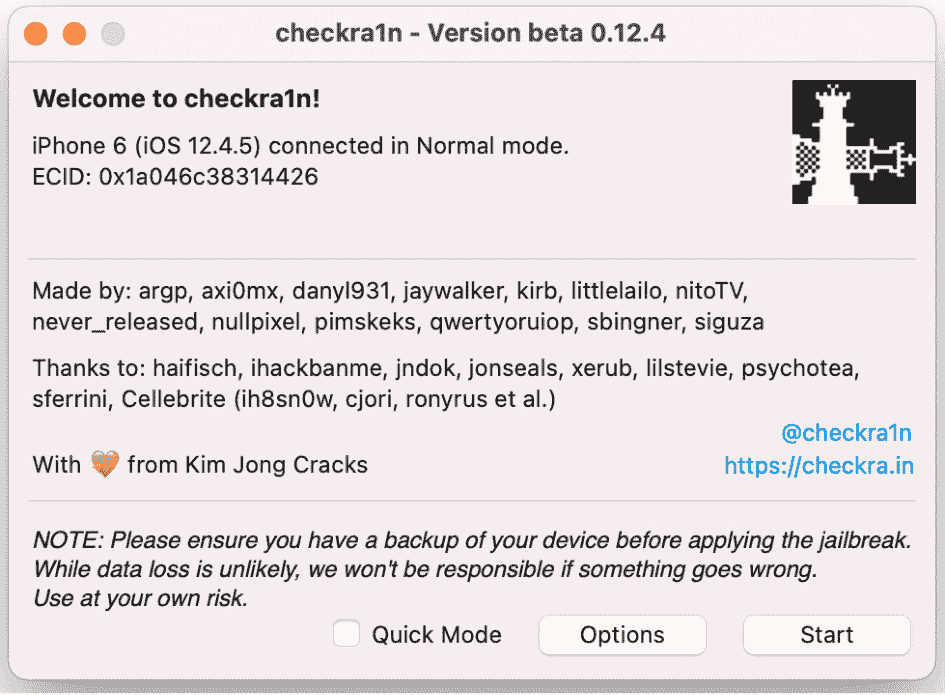 checkra1n - Version beta 0.12.4
Welcome to checkra1n!
iPhone 6 (iOS 12.4.5) connected in Normal mode.
ECID: 0x1a046c38314426
Made by: argp, axi0mx, danyl931, jaywalker, kirb, littlelailo, nitoTV,
never_released, nullpixel, pimskeks, qwertyoruiop, sbingner, siguza
Thanks to: haifisch, ihackbanme, jndok, jonseals, xerub, lilstevie, psychotea,
sferrini, Cellebrite (ih8sn0w, cjori, ronyrus et al.)
@checkra1n
With 💖 from Kim Jong Cracks
https://checkra.in
NOTE: Please ensure you have a backup of your device before applying the jailbreak.
While data loss is unlikely, we won't be responsible if something goes wrong.
Use at your own risk.
Quick Mode
Options
Start